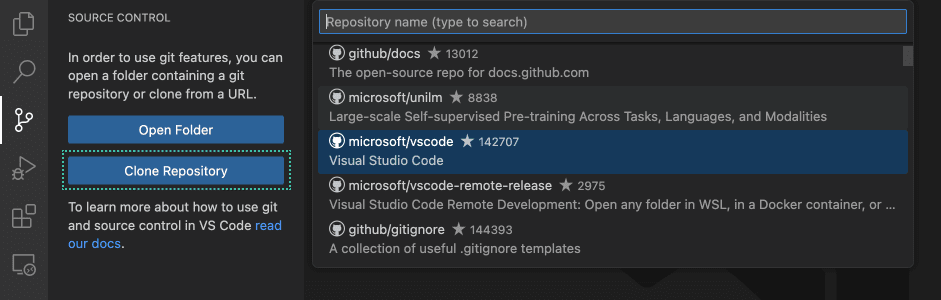 SOURCE CONTROL
In order to use git features, you can
open a folder containing a git
repository or clone from a URL.
Open Folder
Clone Repository
To learn more about how to use git
and source control in VS Code read
our docs.
Repository name (type to search)
github/docs ★ 13012
The open-source repo for docs.github.com
microsoft/unilm ★ 8838
Large-scale Self-supervised Pre-training Across Tasks, Languages, and Modalities
microsoft/vscode ★ 142707
Visual Studio Code
microsoft/vscode-remote-release ★ 2975
Visual Studio Code Remote Development: Open any folder in WSL, in a Docker container, or ...
github/gitignore ★ 144393
A collection of useful .gitignore templates